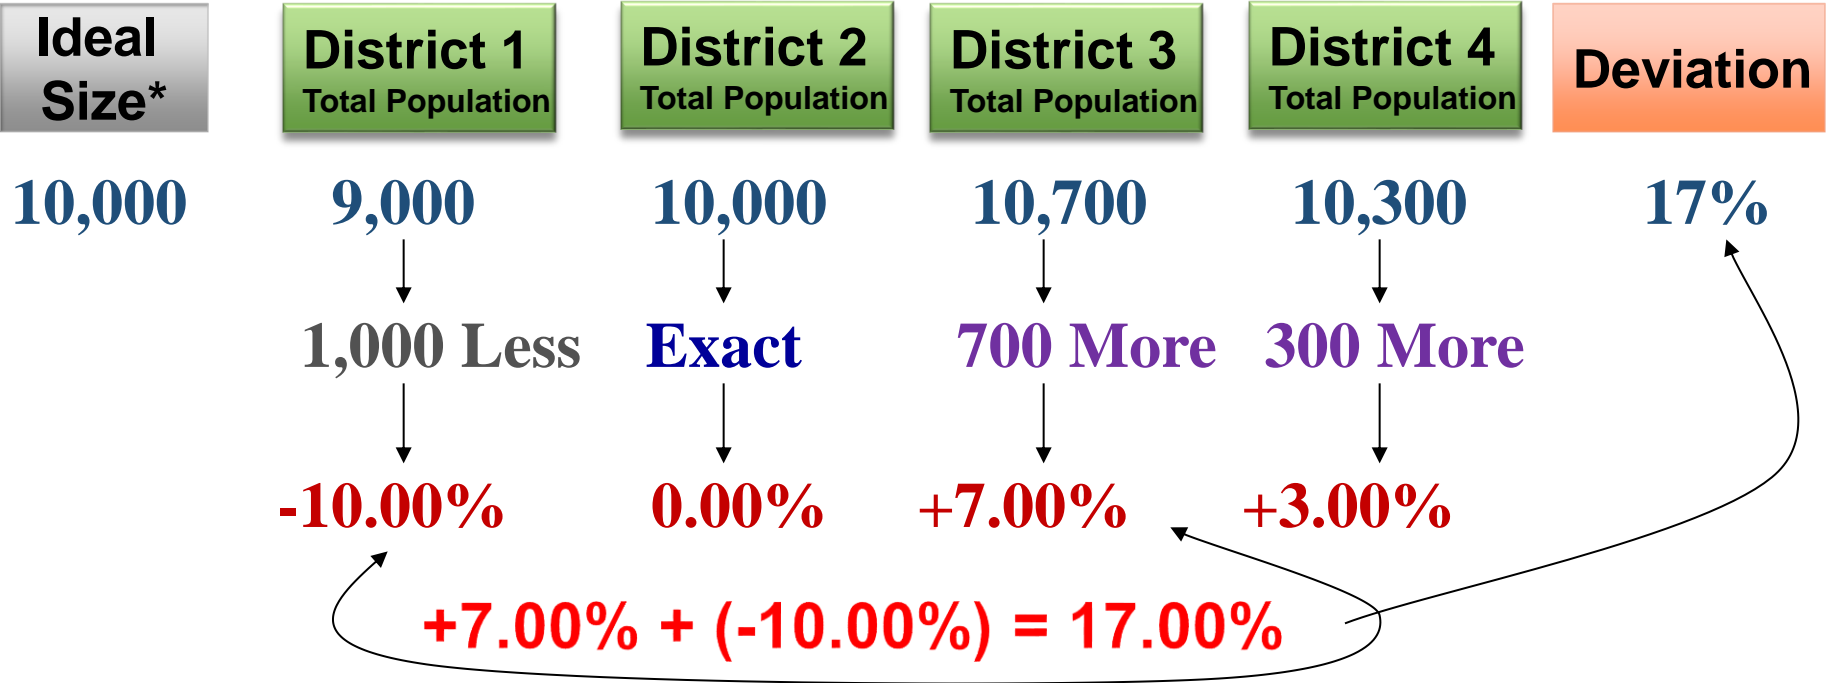 Ideal
Size*
District 1
Total Population
District 2
Total Population
District 3
Total Population
District 4
Total Population
Deviation
10,000
9,000
10,000
10,700
10,300
17%
1,000 Less
Exact
700 More
300 More
-10.00%
0.00%
+7.00%
+3.00%
+7.00% + (-10.00%) = 17.00%